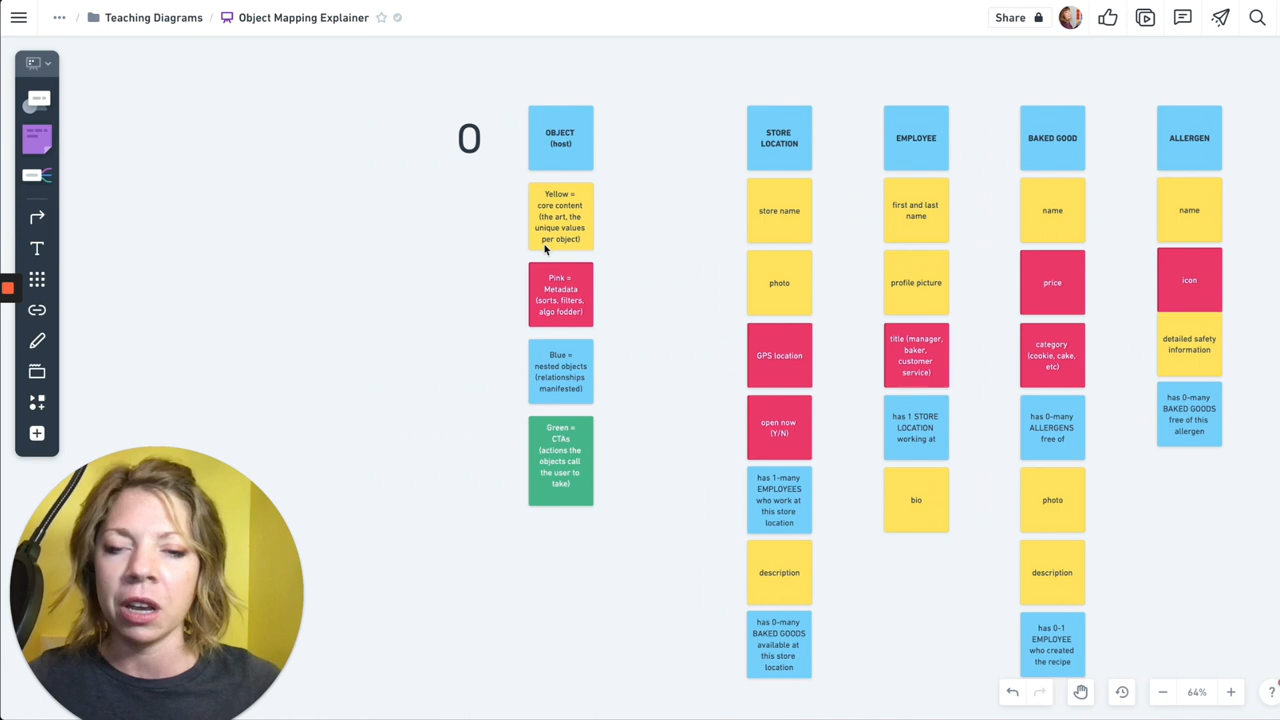 ... / Teaching Diagrams / Object Mapping Explainer
Share
O
OBJECT
(host)
Yellow =
core content
(the art, the
unique values
per object)
Pink =
Metadata
(sorts, filters,
algo fodder)
Blue =
nested objects
(relationships
manifested)
Green =
CTAs
(actions the
objects call
the user to
take)
STORE
LOCATION
store name
photo
GPS location
open now
(Y/N)
has 1-many
EMPLOYEES
who work at
this store
location
description
has 0-many
BAKED GOODS
available at
this store
location
EMPLOYEE
first and last
name
profile picture
title (manager,
baker,
customer
service)
has 1 STORE
LOCATION
working at
bio
BAKED GOOD
name
price
category
(cookie, cake,
etc)
has 0-many
ALLERGENS
free of
photo
description
has 0-1
EMPLOYEE
who created
the recipe
ALLERGEN
name
icon
detailed safety
information
has 0-many
BAKED GOODS
free of this
allergen
64%
?